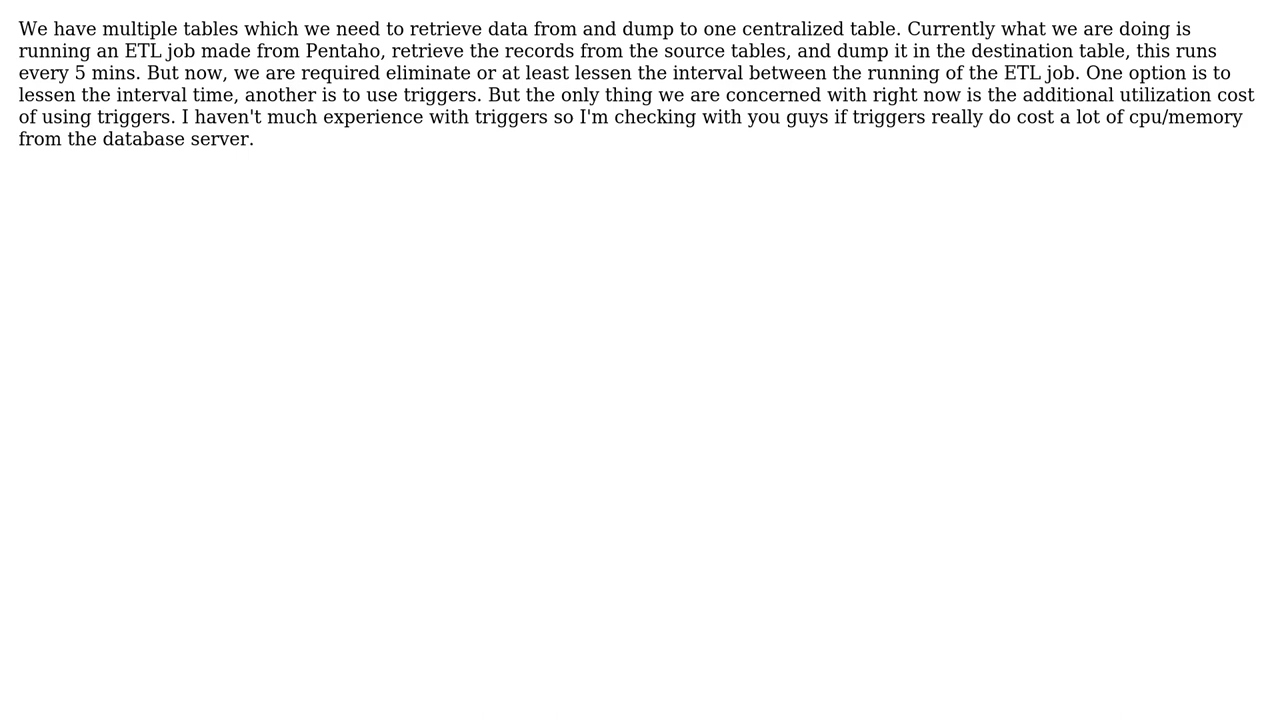 We have multiple tables which we need to retrieve data from and dump to one centralized table. Currently what we are doing is
running an ETL job made from Pentaho, retrieve the records from the source tables, and dump it in the destination table, this runs
every 5 mins. But now, we are required eliminate or at least lessen the interval between the running of the ETL job. One option is to
lessen the interval time, another is to use triggers. But the only thing we are concerned with right now is the additional utilization cost
of using triggers. I haven't much experience with triggers so I'm checking with you guys if triggers really do cost a lot of cpu/memory
from the database server.